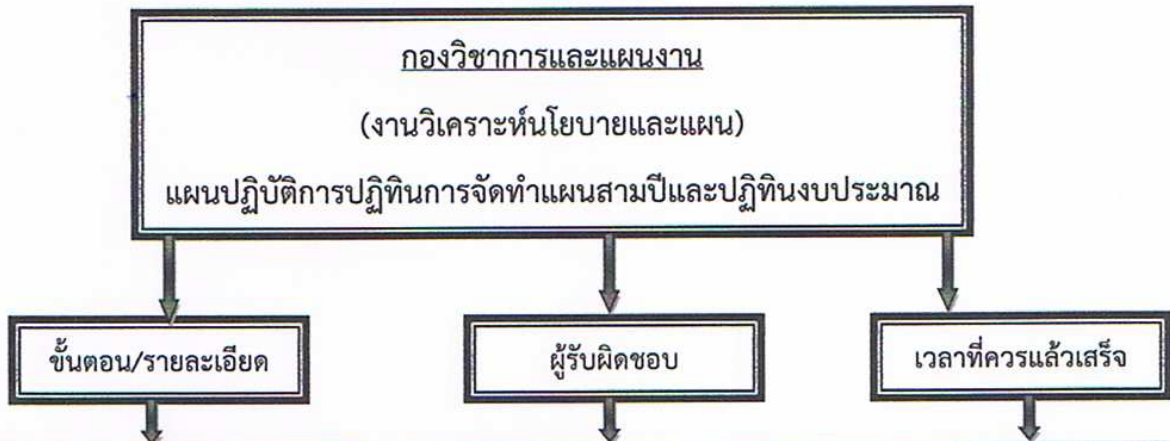 กองวิชาการและแผนงาน
(งานวิเคราะห์นโยบายและแผน)
แผนปฏิบัติการปฏิทินการจัดทำแผนสามปีและปฏิทินงบประมาณ
ขั้นตอน/รายละเอียด
ผู้รับผิดชอบ
เวลาที่ควรแล้วเสร็จ